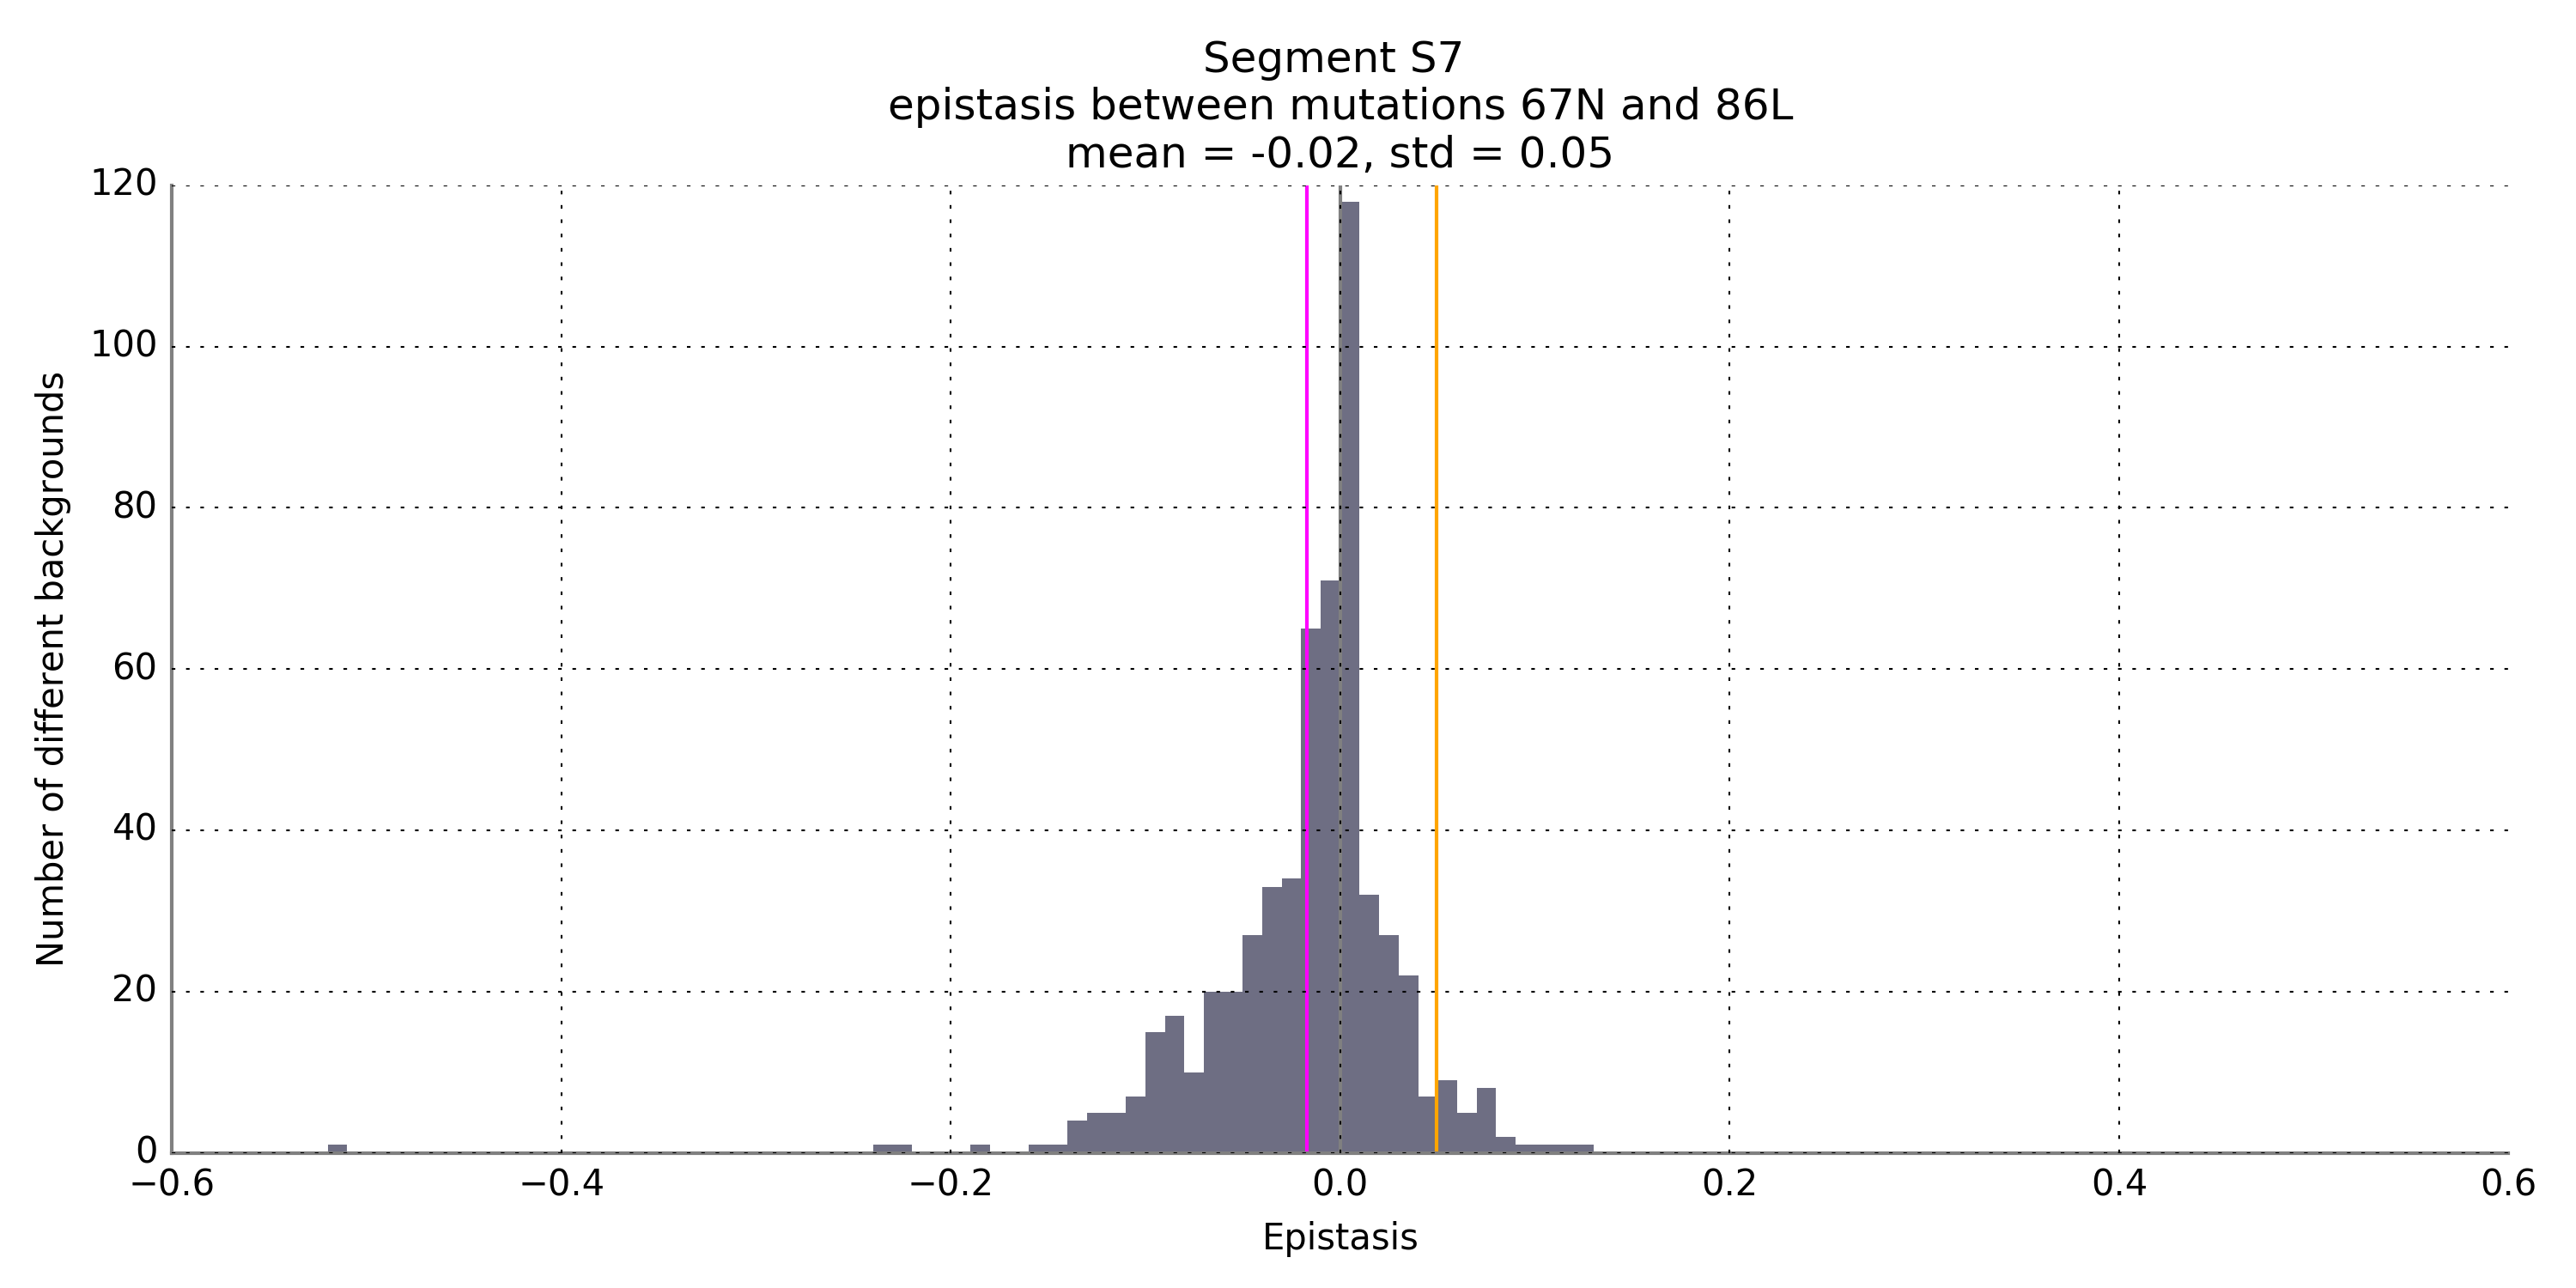 Segment S7
epistasis between mutations 67N and 86L
mean = -0.02, std = 0.05
Number of different backgrounds
120
100
80
60
40
20
0
−0.6 −0.4 −0.2 0.0 0.2 0.4 0.6
Epistasis